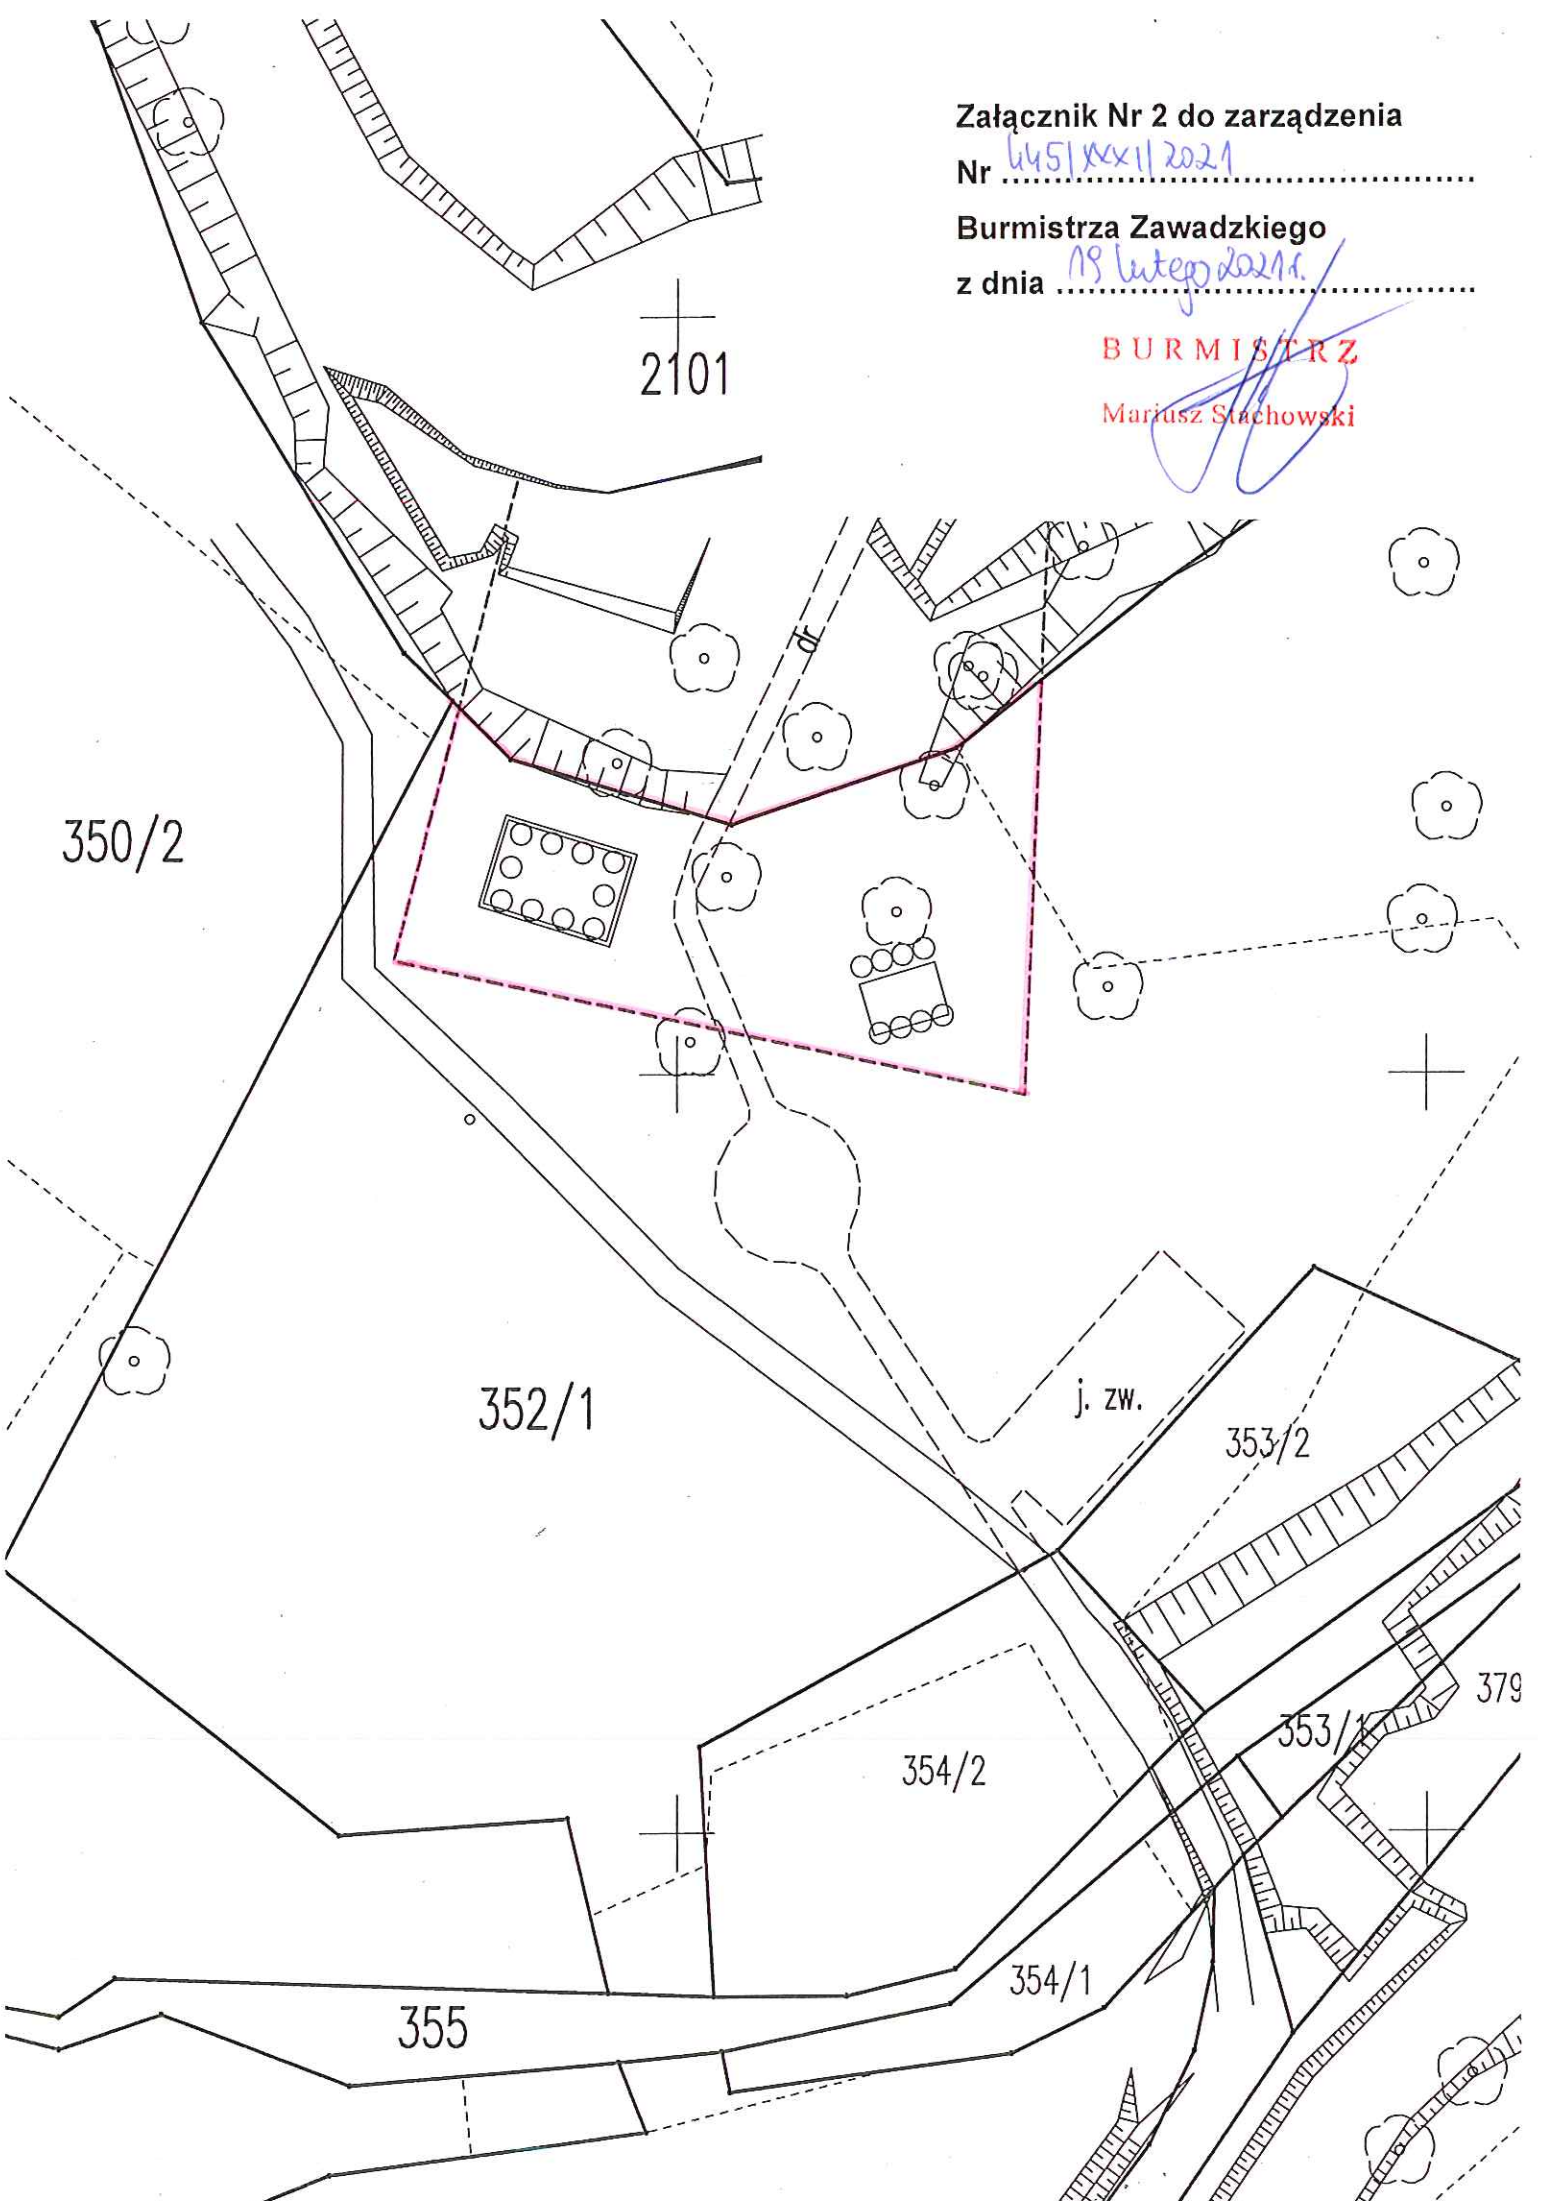 Załącznik Nr 2 do zarządzenia
Nr 445/XXXI/2021
Burmistrza Zawadzkiego
z dnia 19 lutego 2021r.
BURMISTRZ
Mariusz Stachowski
2101
dr
350/2
352/1
j. zw.
353/2
379
353/1
354/2
354/1
355